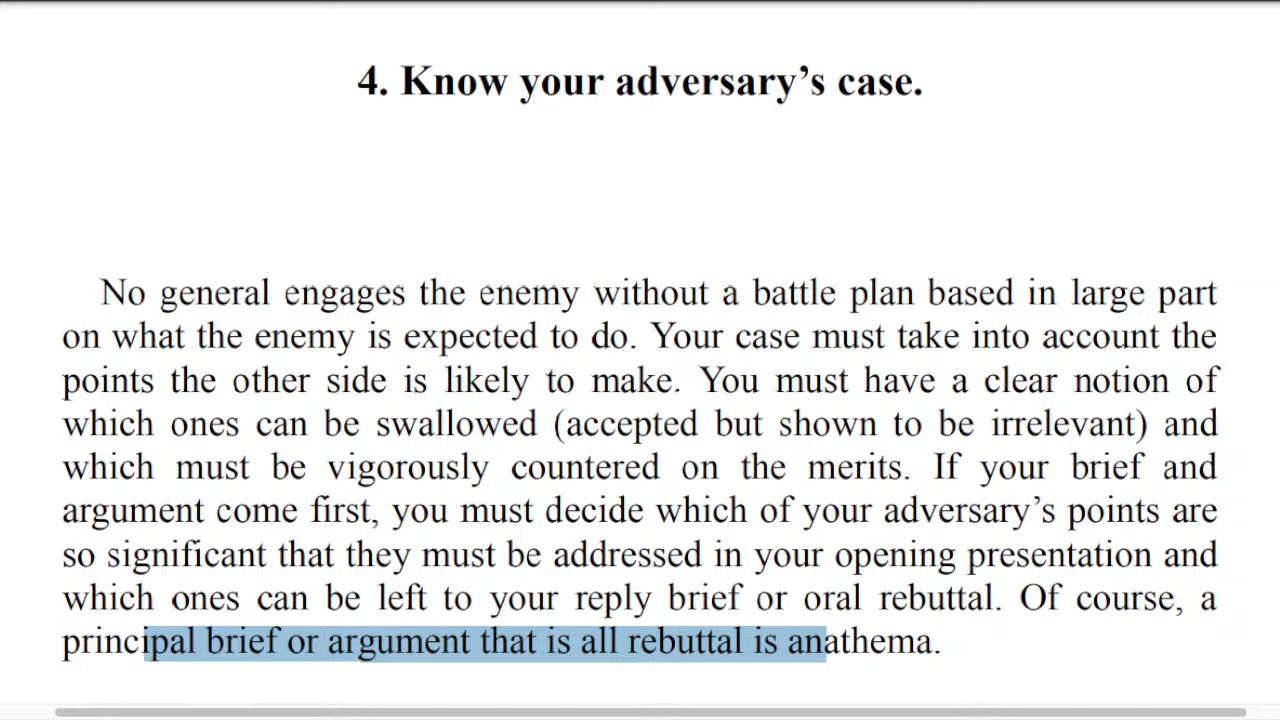 4. Know your adversary’s case.
No general engages the enemy without a battle plan based in large part
on what the enemy is expected to do. Your case must take into account the
points the other side is likely to make. You must have a clear notion of
which ones can be swallowed (accepted but shown to be irrelevant) and
which must be vigorously countered on the merits. If your brief and
argument come first, you must decide which of your adversary’s points are
so significant that they must be addressed in your opening presentation and
which ones can be left to your reply brief or oral rebuttal. Of course, a
principal brief or argument that is all rebuttal is anathema.